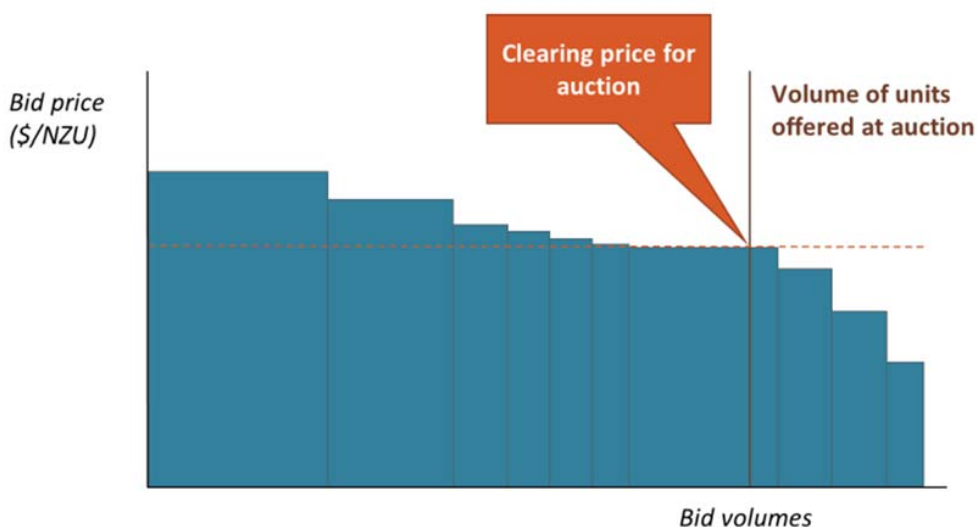 Clearing price for
auction
Bid price
($/NZU)
Volume of units
offered at auction
Bid volumes